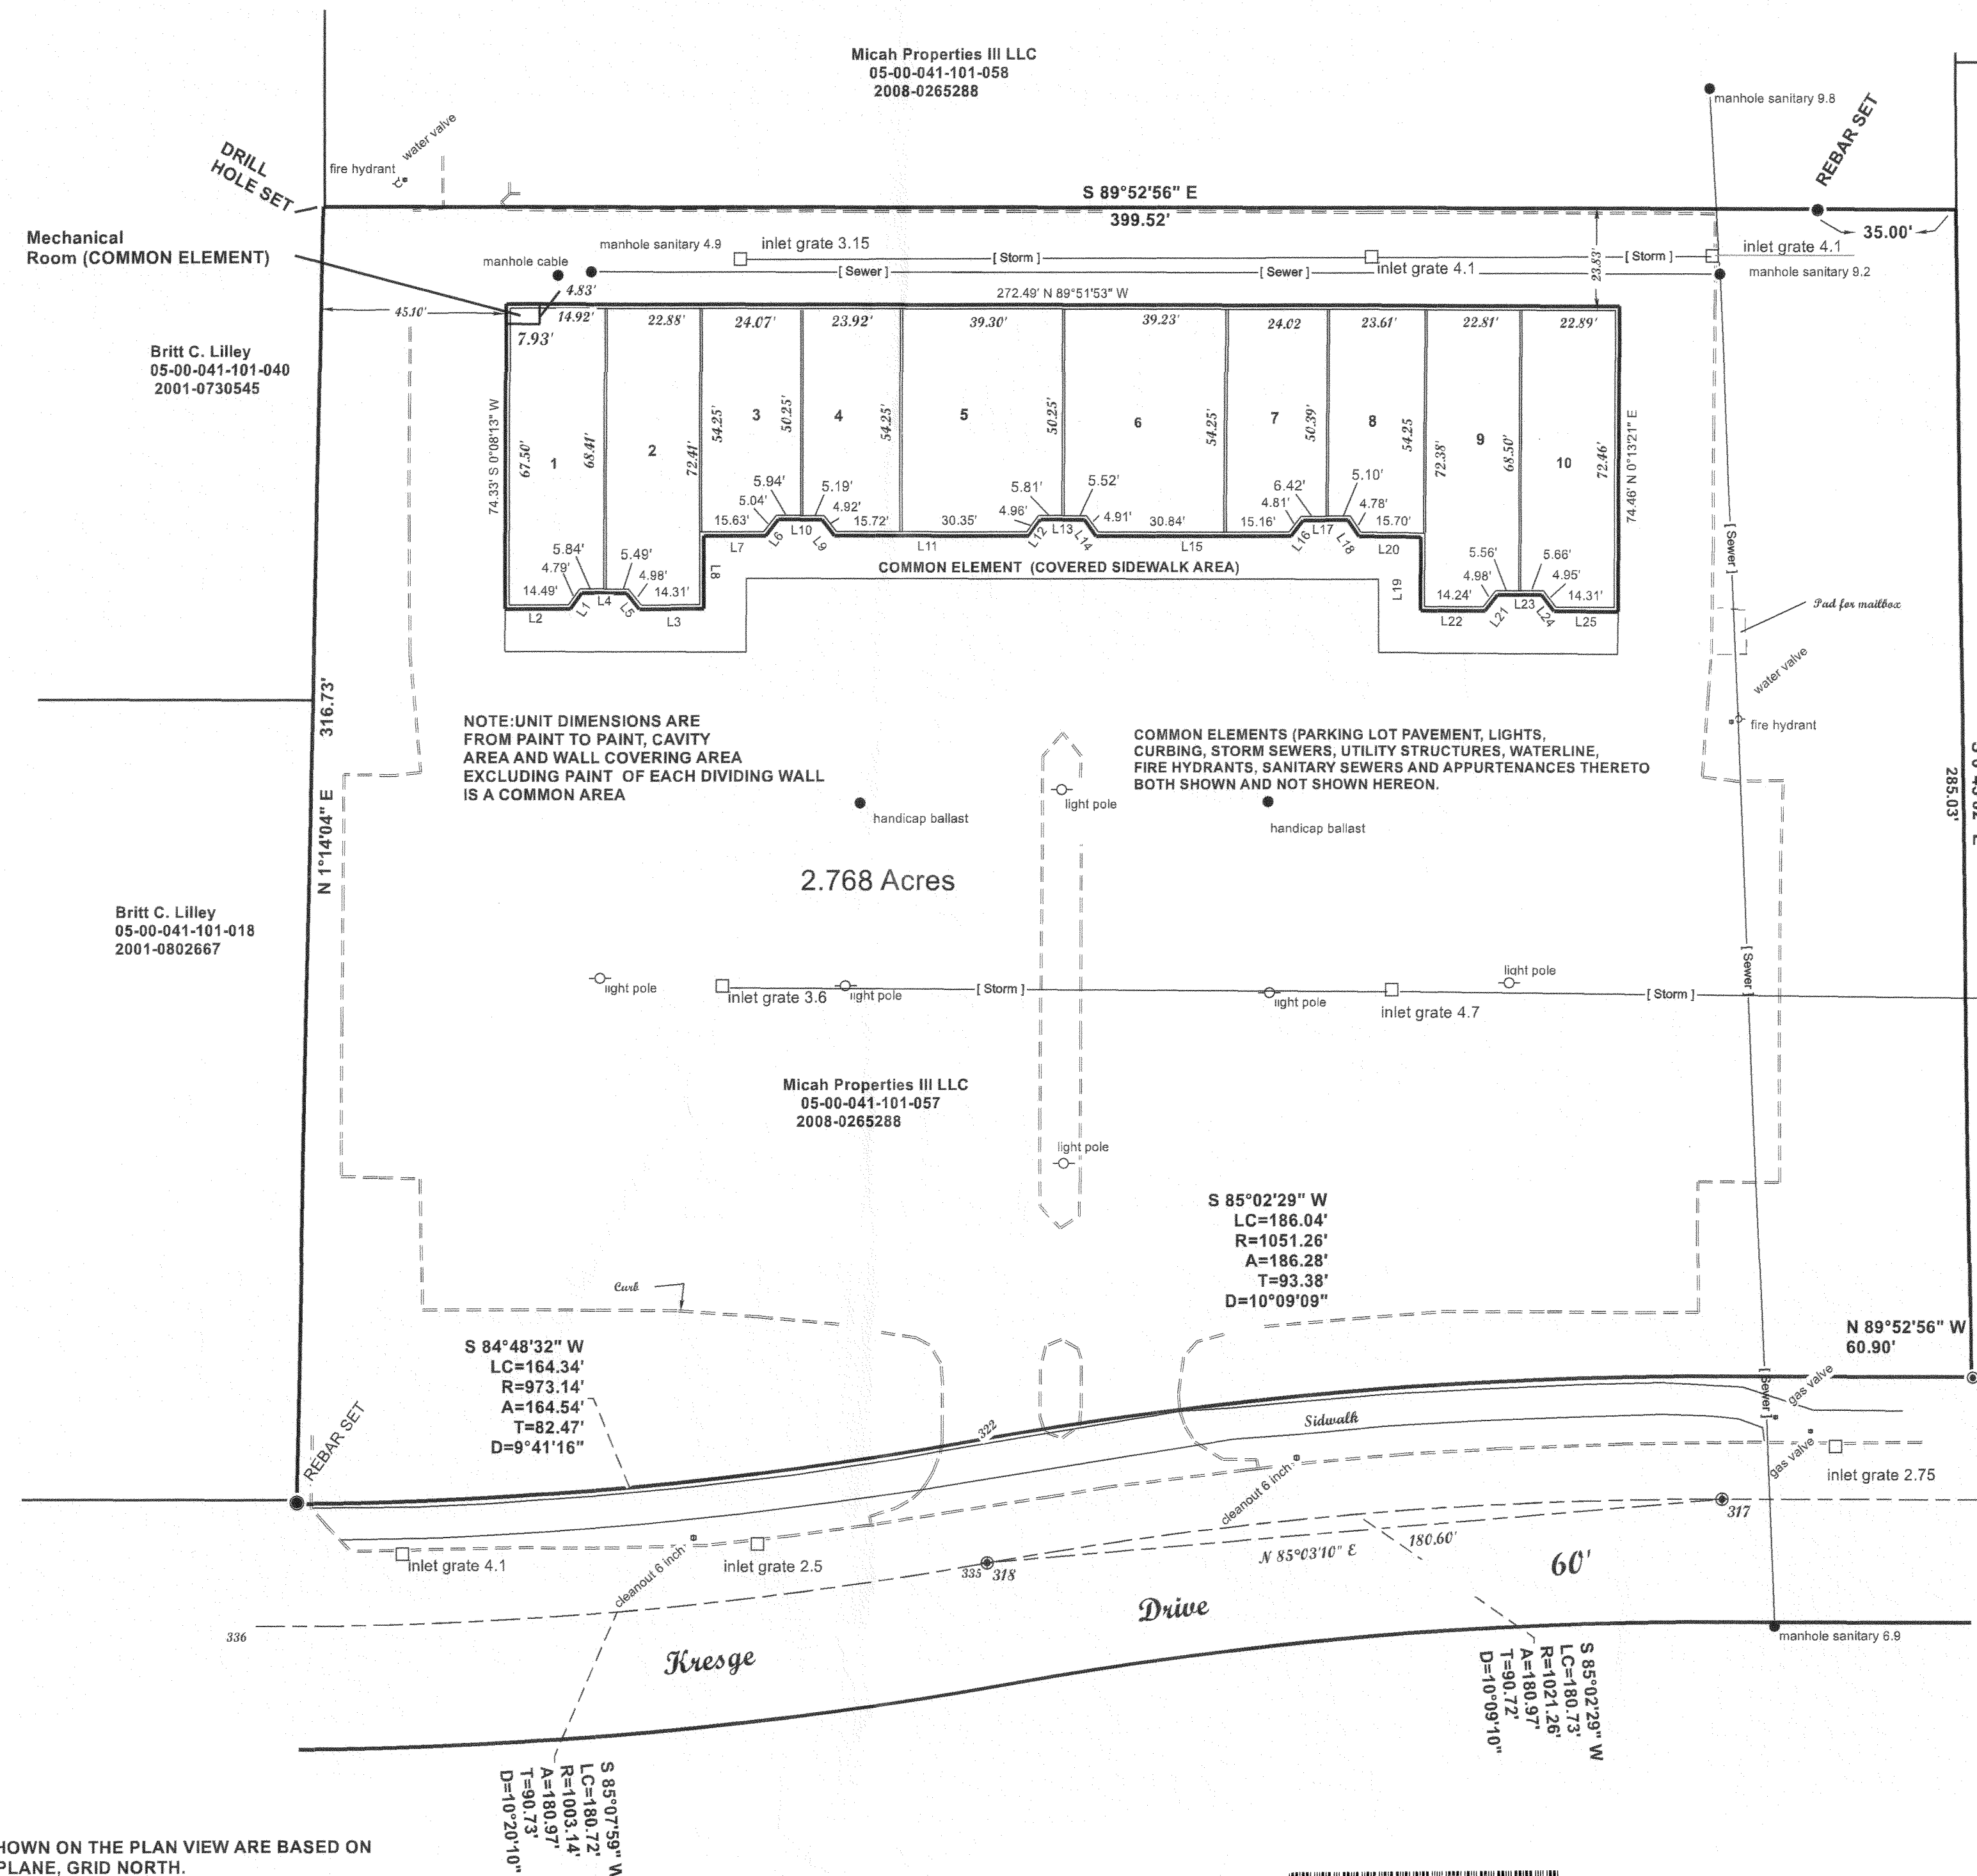 Micah Properties III LLC
05-00-041-101-058
2008-0265288
manhole sanitary 9.8
REBAR SET
water valve
fire hydrant
DRILL
HOLE SET
S 89°52'56" E
399.52'
35.00'
Mechanical
Room (COMMON ELEMENT)
manhole sanitary 4.9
inlet grate 3.15
[ Storm ]
[ Storm ]
inlet grate 4.1
manhole cable
[ Sewer ]
[ Sewer ]
inlet grate 4.1
23.83'
manhole sanitary 9.2
4.83'
272.49' N 89°51'53" W
45.10'
14.92'
22.88'
24.07'
23.92'
39.30'
39.23'
24.02
23.61'
22.81'
22.89'
7.93'
Britt C. Lilley
05-00-041-101-040
2001-0730545
74.33' S 0°08'13" W
67.50'
1
68.41'
2
72.41'
54.25'
3
50.25'
4
54.25'
5
50.25'
6
54.25'
7
50.39'
8
54.25
72.38'
9
68.50'
10
72.46'
74.46' N 0°13'21" E
5.94'
5.19'
5.04'
4.92'
15.63'
15.72'
30.35'
5.81'
5.52'
4.96'
4.91'
30.84'
15.16'
6.42'
5.10'
4.81'
4.78'
15.70'
L7
L6
L10
L9
L11
L12
L13
L14
L15
L16
L17
L18
L20
5.84'
5.49'
4.79'
4.98'
14.49'
14.31'
L8
COMMON ELEMENT (COVERED SIDEWALK AREA)
L19
5.56'
5.66'
4.98'
4.95'
14.24'
14.31'
L2
L1
L4
L5
L3
L22
L21
L23
L24
L25
[ Sewer ]
Pad for mailbox
water valve
fire hydrant
316.73'
N 1°14'04" E
NOTE:UNIT DIMENSIONS ARE
FROM PAINT TO PAINT, CAVITY
AREA AND WALL COVERING AREA
EXCLUDING PAINT OF EACH DIVIDING WALL
IS A COMMON AREA
COMMON ELEMENTS (PARKING LOT PAVEMENT, LIGHTS,
CURBING, STORM SEWERS, UTILITY STRUCTURES, WATERLINE,
FIRE HYDRANTS, SANITARY SEWERS AND APPURTENANCES THERETO
BOTH SHOWN AND NOT SHOWN HEREON.
285.03'
handicap ballast
light pole
handicap ballast
2.768 Acres
Britt C. Lilley
05-00-041-101-018
2001-0802667
light pole
inlet grate 3.6
light pole
[ Storm ]
light pole
light pole
inlet grate 4.7
[ Storm ]
[ Sewer ]
Micah Properties III LLC
05-00-041-101-057
2008-0265288
light pole
S 85°02'29" W
LC=186.04'
R=1051.26'
A=186.28'
T=93.38'
D=10°09'09"
Curb
S 84°48'32" W
LC=164.34'
R=973.14'
A=164.54'
T=82.47'
D=9°41'16"
N 89°52'56" W
60.90'
[ Sewer ]
gas valve
REBAR SET
322
Sidwalk
gas valve
inlet grate 2.75
cleanout 6 inch
inlet grate 4.1
cleanout 6 inch
inlet grate 2.5
335
318
N 85°03'10" E
180.60'
317
60'
336
Kresge
Drive
manhole sanitary 6.9
S 85°02'29" W
LC=180.73'
R=1021.26'
A=180.97'
T=90.72'
D=10°09'10"
S 85°07'59" W
LC=180.72'
R=1003.14'
A=180.97'
T=90.73'
D=10°20'10"
HOWN ON THE PLAN VIEW ARE BASED ON
PLANE, GRID NORTH.